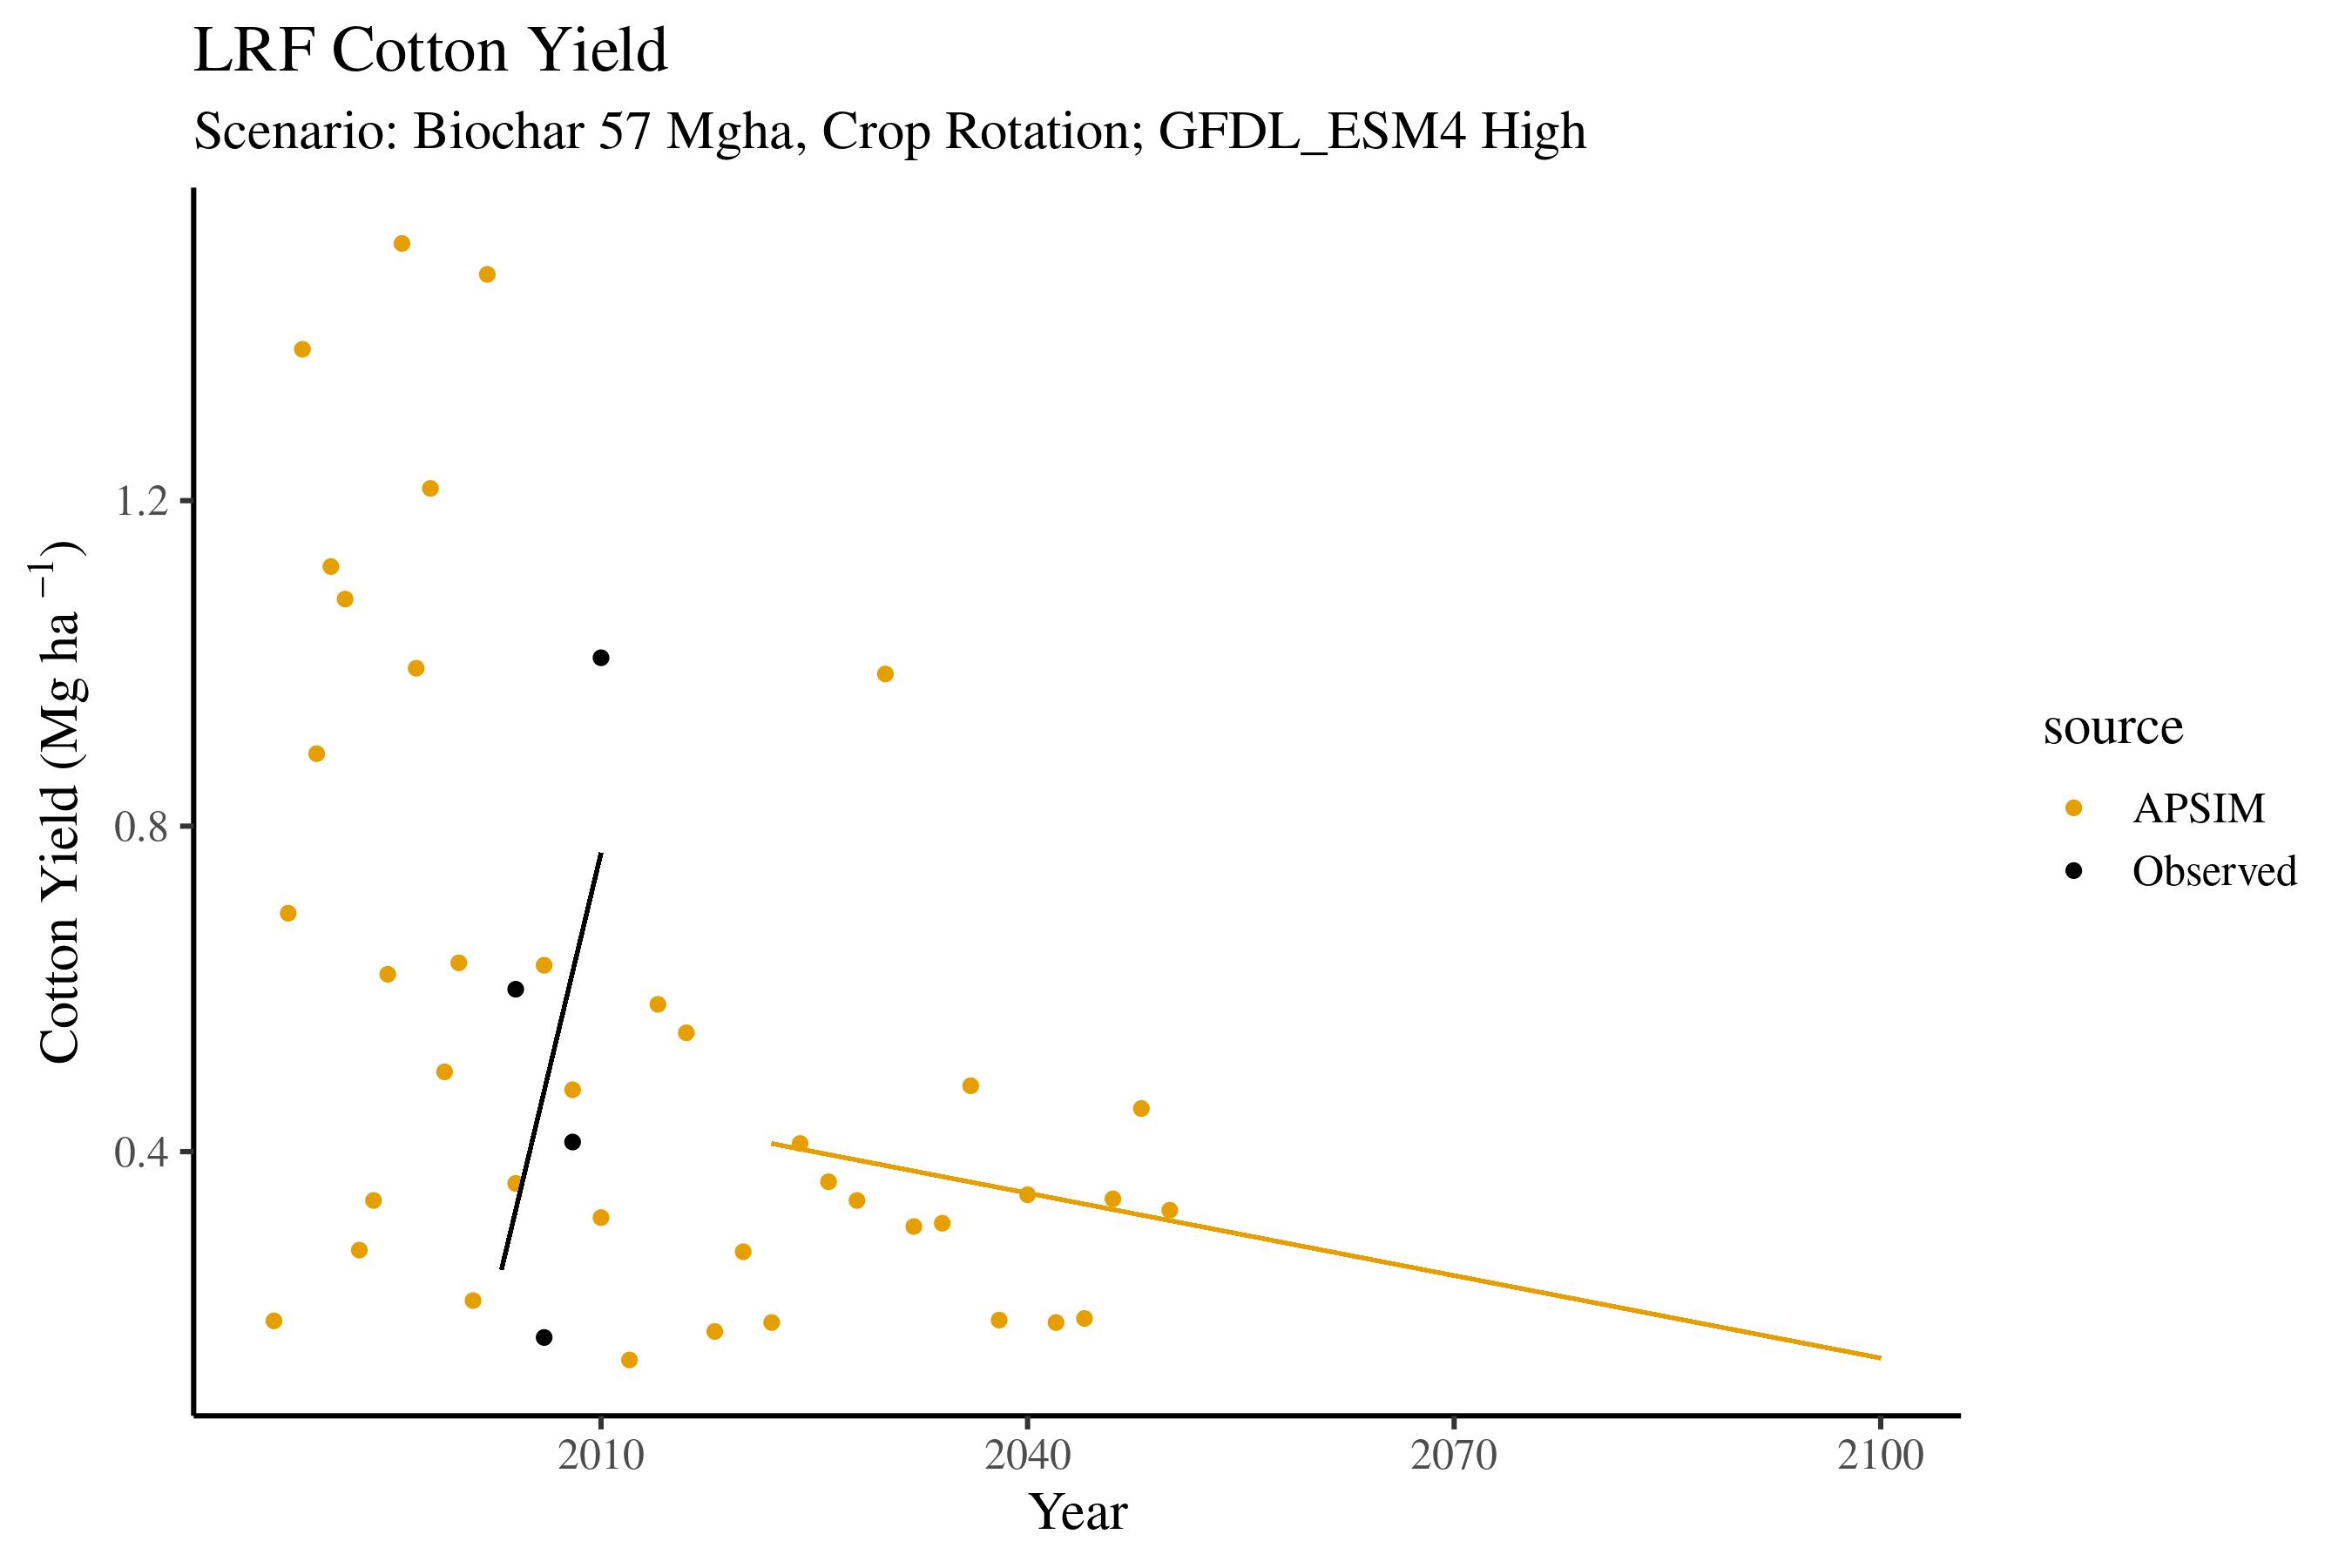 LRF Cotton Yield
Scenario: Biochar 57 Mgha, Crop Rotation; GFDL_ESM4 High
Cotton Yield (Mg ha −1)
1.2
0.8
0.4
2010
2040
2070
2100
Year
source
APSIM
Observed